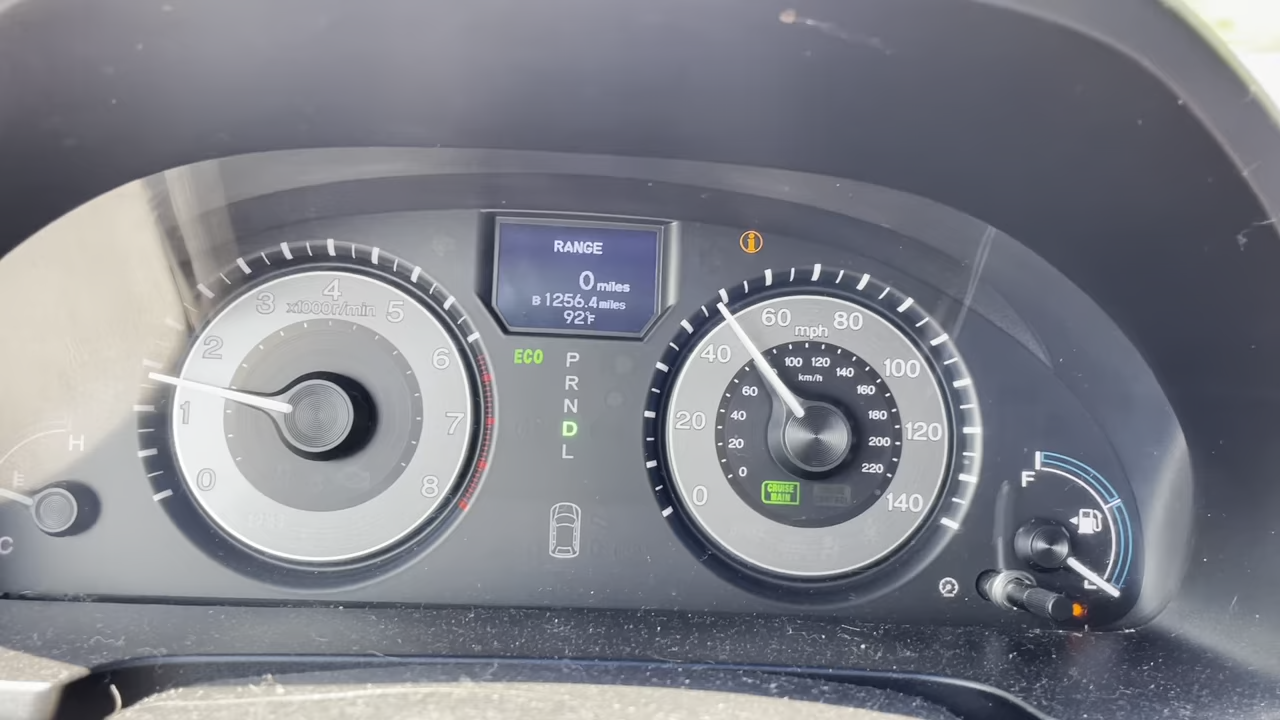 RANGE
0 miles
B 1256.4 miles
92°F
ECO
P
R
N
D
L
0
1
2
3
4
5
6
7
8
x1000r/min
0
20
40
60
80
100
120
140
mph
0
20
40
60
100
120
140
160
180
200
220
km/h
CRUISE
MAIN
H
C
F
i